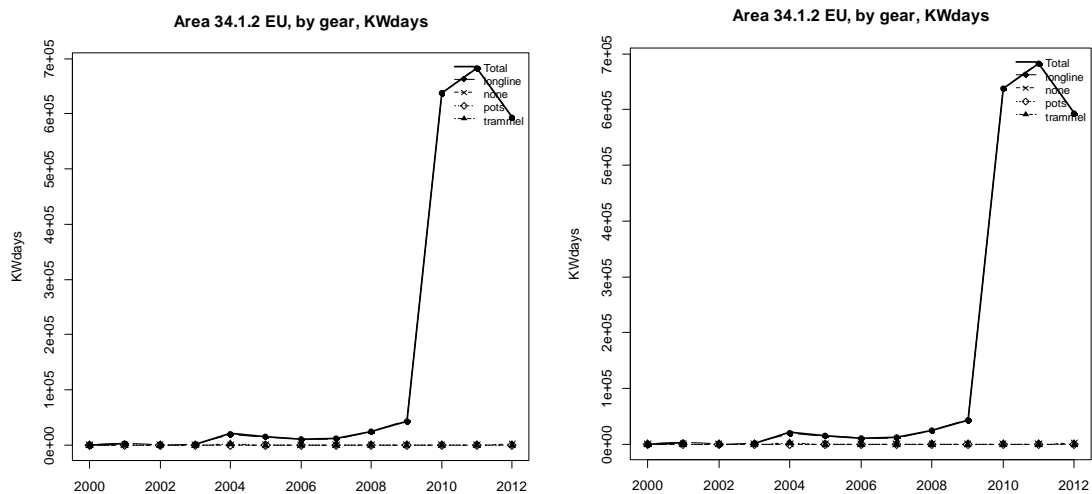 Area 34.1.2 EU, by gear, KWdays
KWdays
7e+05
6e+05
5e+05
4e+05
3e+05
2e+05
1e+05
0e+00
Total
longline
none
pots
trammel
2000 2002 2004 2006 2008 2010 2012
Area 34.1.2 EU, by gear, KWdays
KWdays
7e+05
6e+05
5e+05
4e+05
3e+05
2e+05
1e+05
0e+00
Total
longline
none
pots
trammel
2000 2002 2004 2006 2008 2010 2012